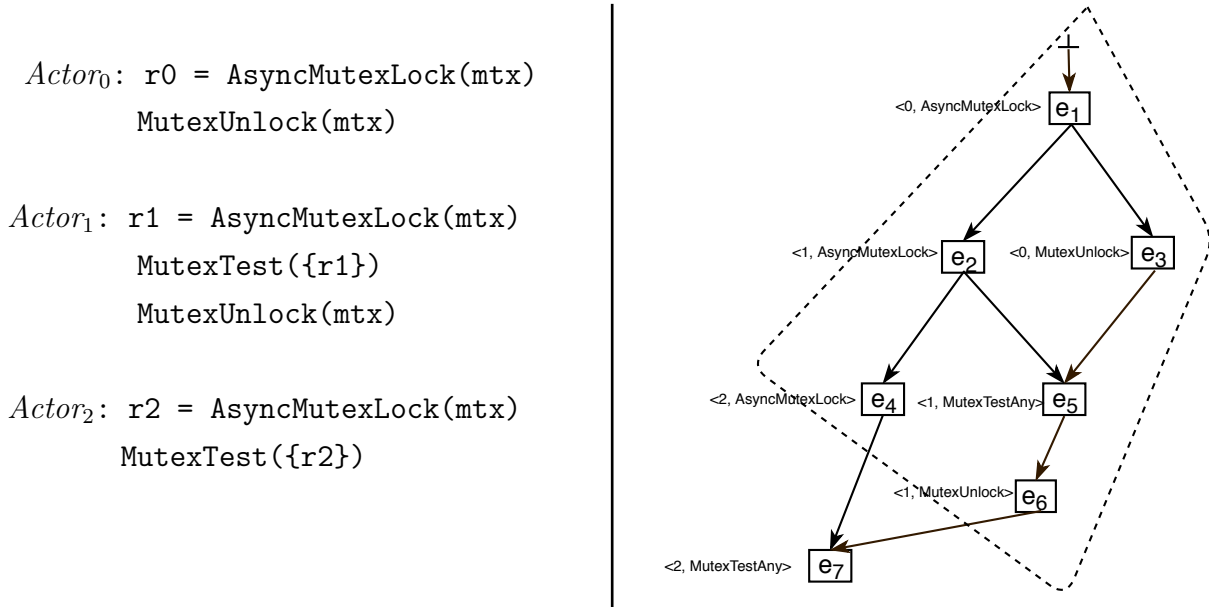 Actor₀: r0 = AsyncMutexLock(mtx)
MutexUnlock(mtx)
Actor₁: r1 = AsyncMutexLock(mtx)
MutexTest({r1})
MutexUnlock(mtx)
Actor₂: r2 = AsyncMutexLock(mtx)
MutexTest({r2})
<0, AsyncMutexLock> e₁
<1, AsyncMutexLock> e₂ <0, MutexUnlock> e₃
<2, AsyncMutexLock> e₄ <1, MutexTestAny> e₅
<1, MutexUnlock> e₆
<2, MutexTestAny> e₇